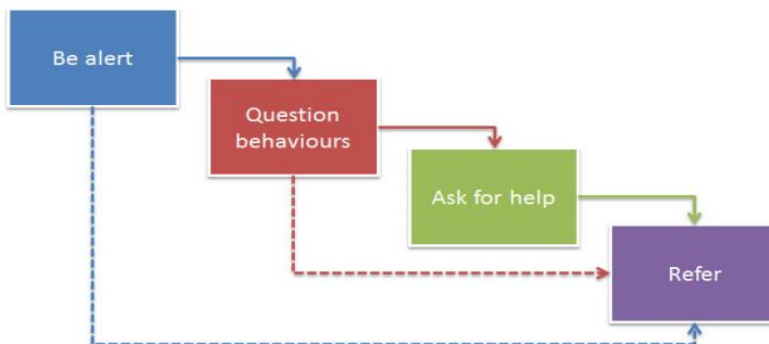 Be alert
Question
behaviours
Ask for help
Refer